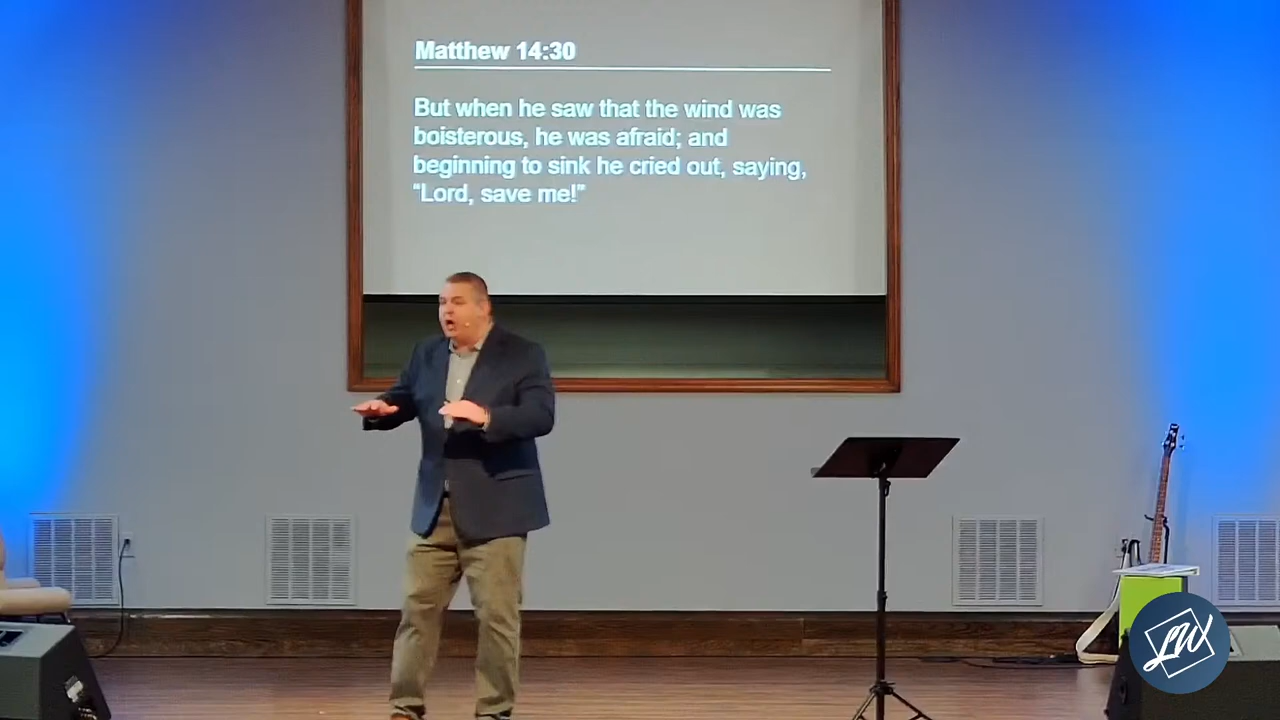 Matthew 14:30
But when he saw that the wind was
boisterous, he was afraid; and
beginning to sink he cried out, saying,
“Lord, save me!”
LW